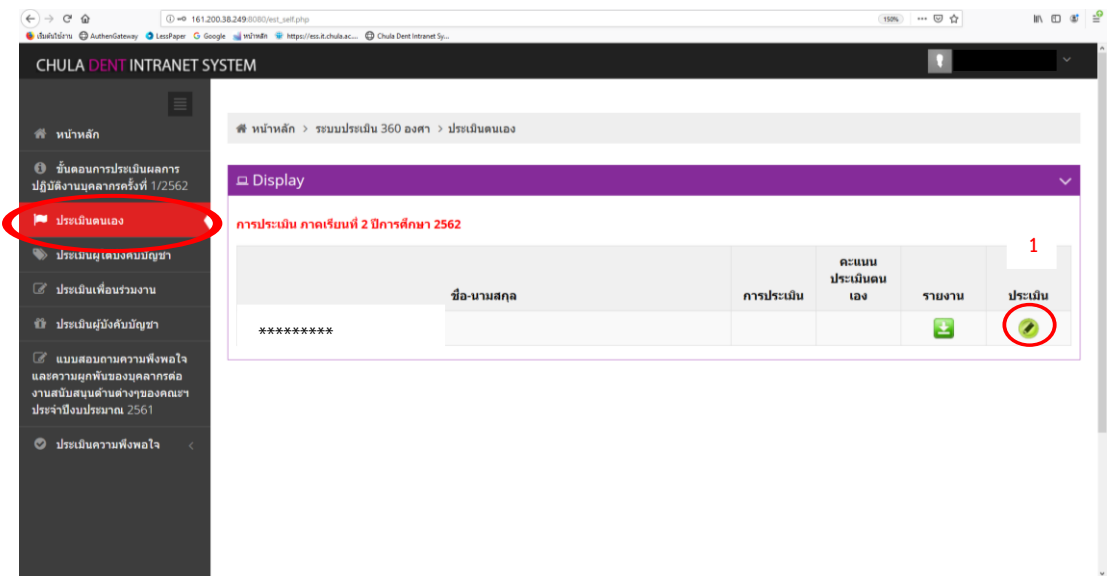 161.200.38.249:8080/est_self.php
150%
เริ่มต้นใช้งาน AuthenGateway LessPaper Google หน้าหลัก https://ess.it.chula.ac.... Chula Dent Intranet Sy...
CHULA DENT INTRANET SYSTEM
หน้าหลัก
ขั้นตอนการประเมินผลการ
ปฏิบัติงานบุคลากรครั้งที่ 1/2562
ประเมินตนเอง
ประเมินผู้ใต้บังคับบัญชา
ประเมินเพื่อนร่วมงาน
ประเมินผู้บังคับบัญชา
แบบสอบถามความพึงพอใจ
และความผูกพันของบุคลากรต่อ
งานสนับสนุนด้านต่างๆของคณะฯ
ประจำปีงบประมาณ 2561
ประเมินความพึงพอใจ
หน้าหลัก > ระบบประเมิน 360 องศา > ประเมินตนเอง
Display
การประเมิน ภาคเรียนที่ 2 ปีการศึกษา 2562
1
ชื่อ-นามสกุล
การประเมิน
คะแนน
ประเมินตน
เอง
รายงาน
ประเมิน
*********